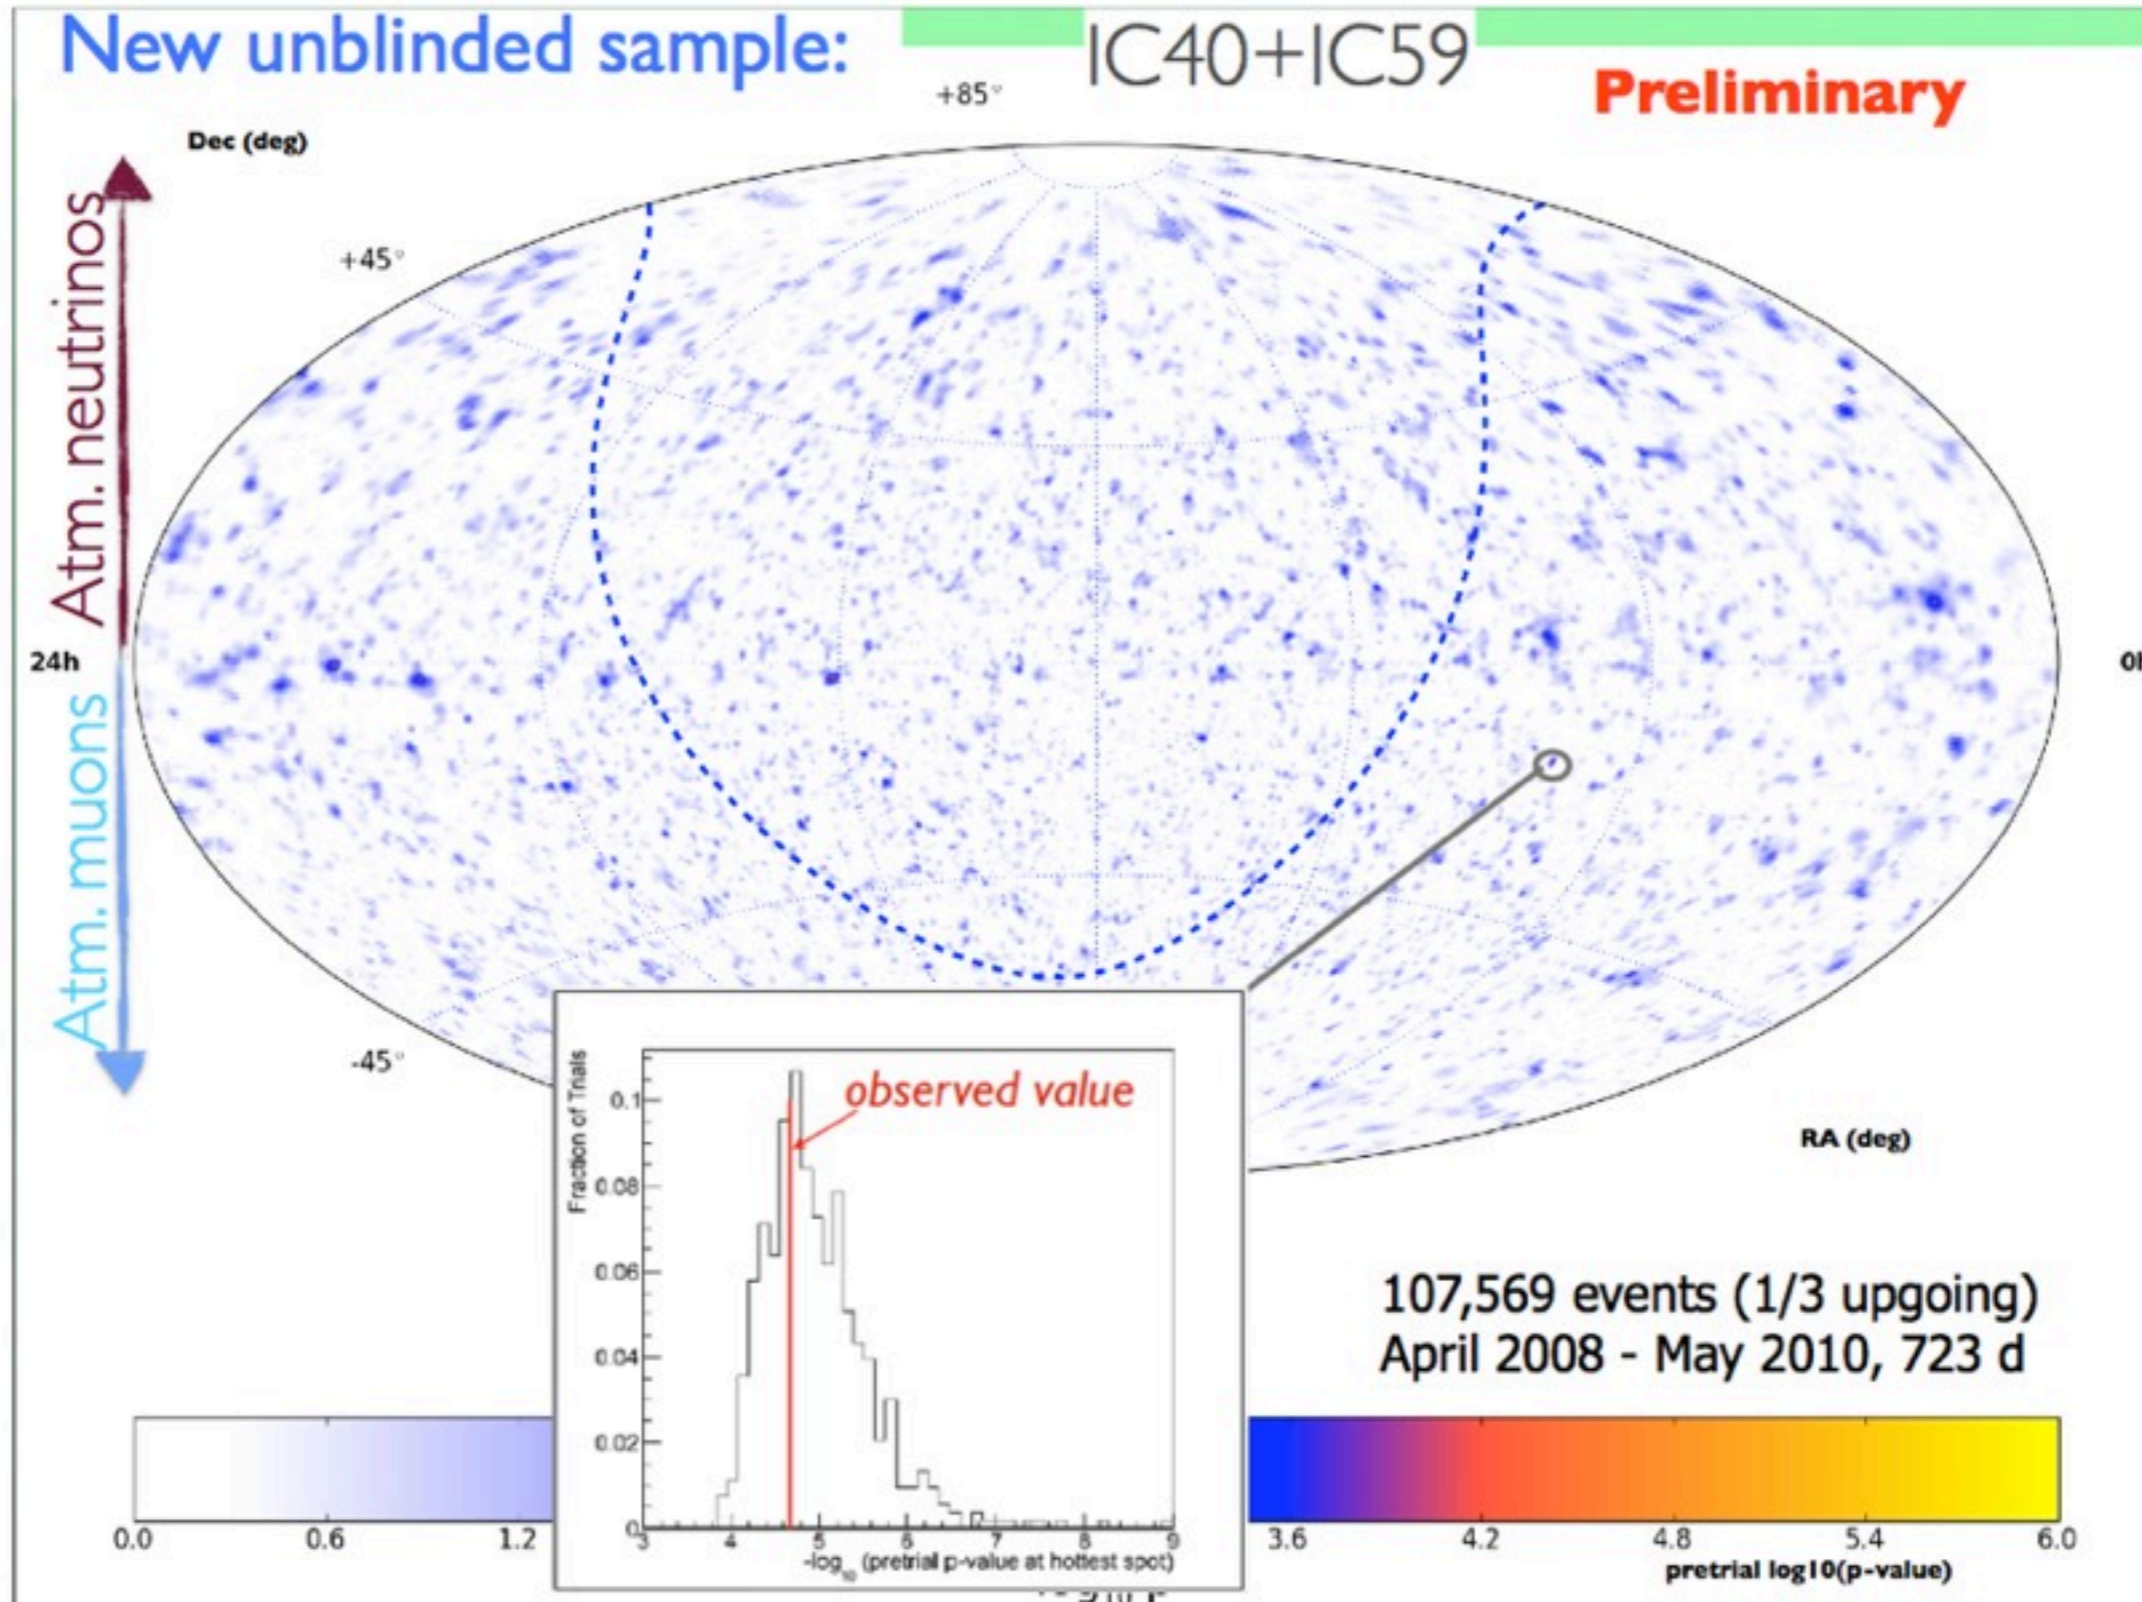 New unblinded sample:
IC40+IC59
Preliminary
+85°
Dec (deg)
+45°
Atm. neutrinos
24h
Atm. muons
-45°
RA (deg)
observed value
Fraction of Trials
0.1
0.08
0.06
0.04
0.02
0
3 4 5 6 7 8 9
-log10 (pretrial p-value at hottest spot)
107,569 events (1/3 upgoing)
April 2008 - May 2010, 723 d
0.0 0.6 1.2 3.6 4.2 4.8 5.4 6.0
pretrial log10(p-value)